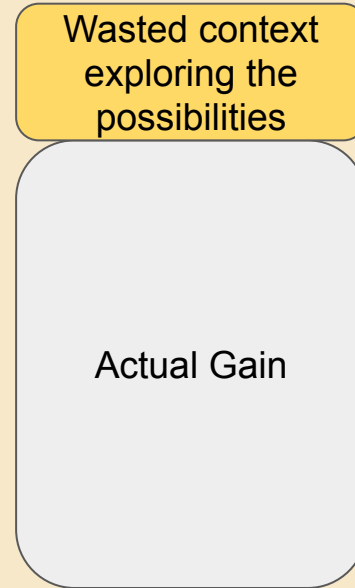 Wasted context
exploring the
possibilities
Actual Gain